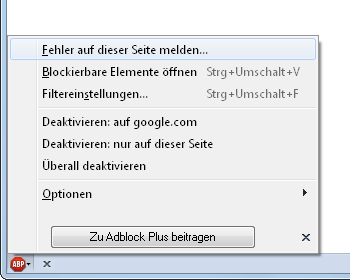 Fehler auf dieser Seite melden...
Blockierbare Elemente öffnen Strg+Umschalt+V
Filtereinstellungen... Strg+Umschalt+F
Deaktivieren: auf google.com
Deaktivieren: nur auf dieser Seite
Überall deaktivieren
Optionen
Zu Adblock Plus beitragen
ABP